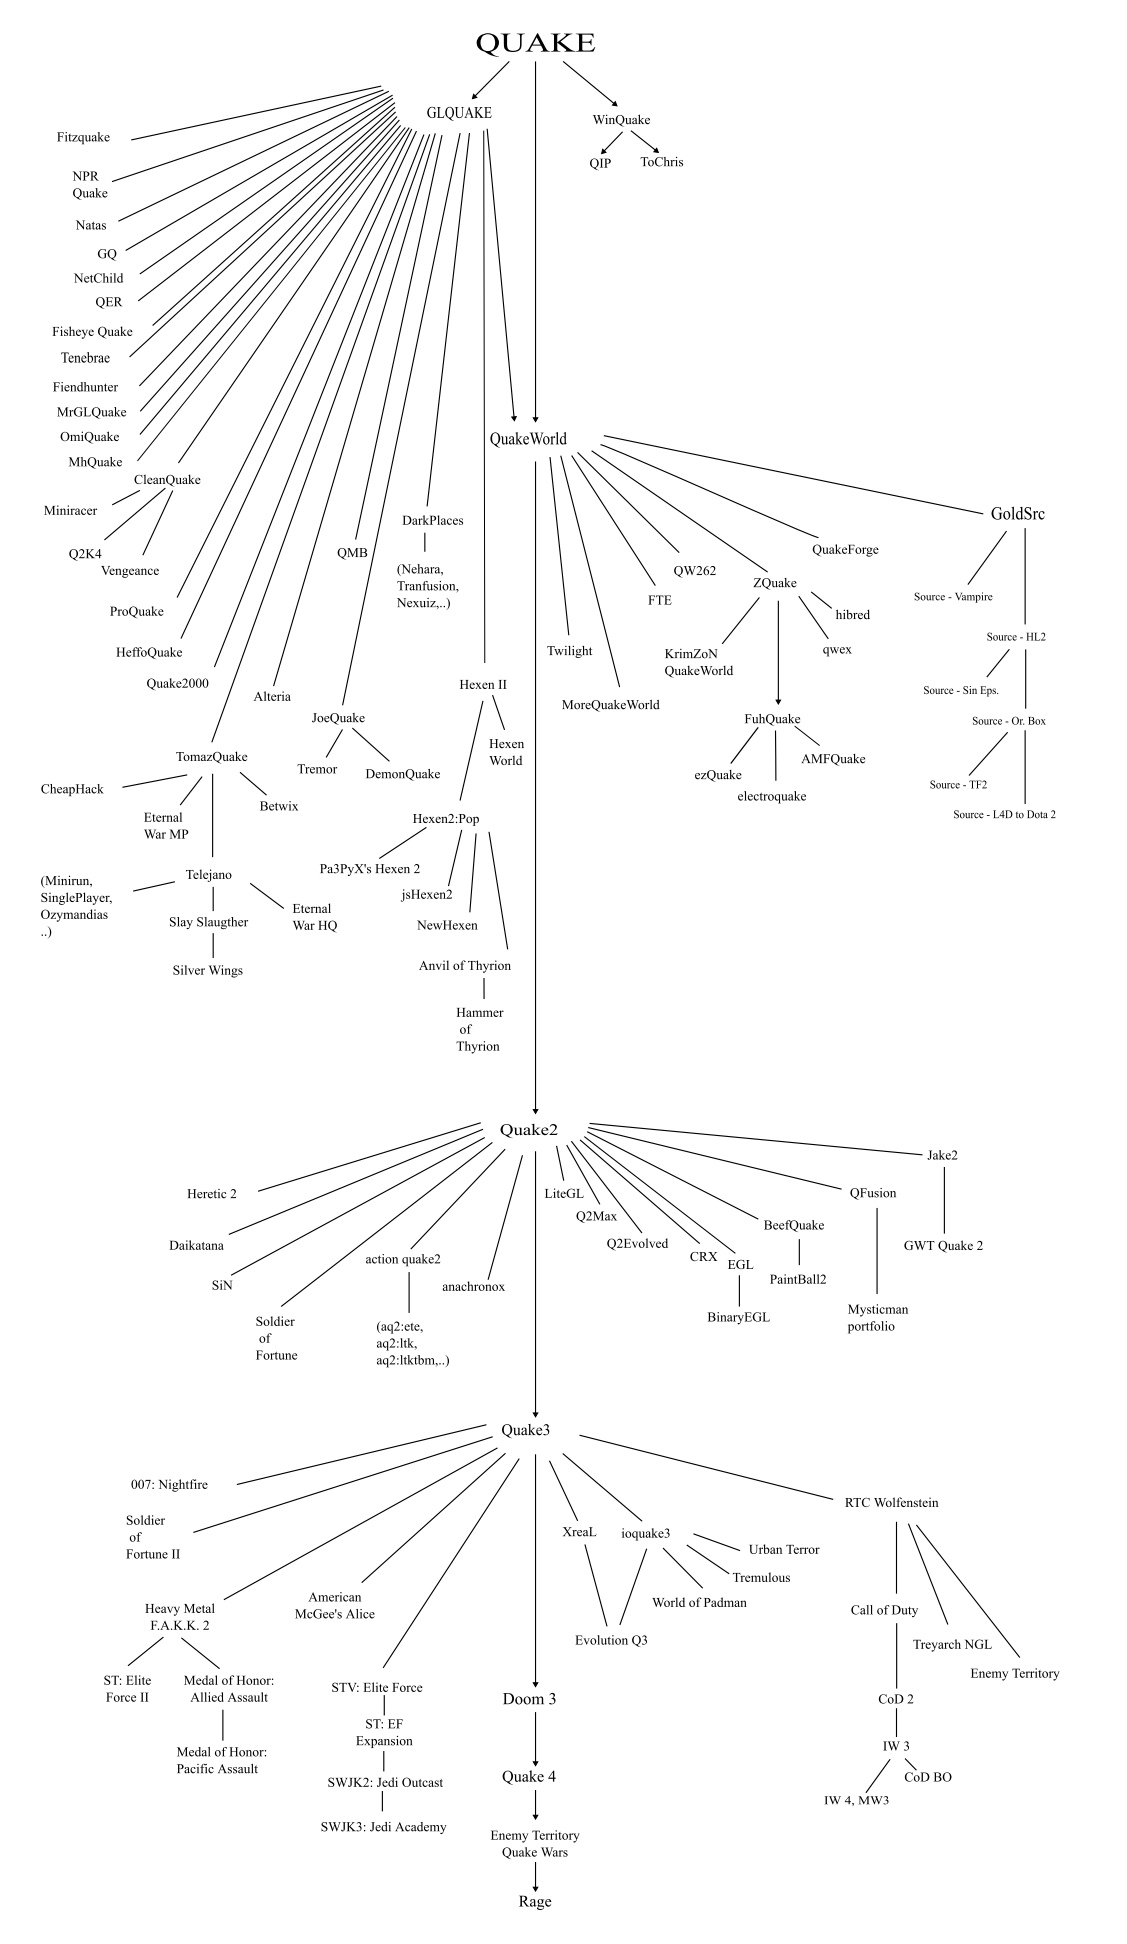 QUAKE
GLQUAKE
WinQuake
QIP
ToChris
Fitzquake
NPR
Quake
Natas
GQ
NetChild
QER
Fisheye Quake
Tenebrae
Fiendhunter
MrGLQuake
OmiQuake
MhQuake
CleanQuake
Miniracer
Q2K4
Vengeance
ProQuake
HeffoQuake
Quake2000
TomazQuake
CheapHack
Eternal
War MP
Betwix
Telejano
(Minirun,
SinglePlayer,
Ozymandias
..)
Slay Slaugther
Eternal
War HQ
Silver Wings
Alteria
QMB
JoeQuake
Tremor
DemonQuake
DarkPlaces
(Nehara,
Tranfusion,
Nexuiz,..)
Hexen II
Hexen
World
Hexen2:Pop
Pa3PyX's Hexen 2
jsHexen2
NewHexen
Anvil of Thyrion
Hammer
of
Thyrion
QuakeWorld
Twilight
MoreQuakeWorld
FTE
QW262
ZQuake
KrimZoN
QuakeWorld
hibred
qwex
FuhQuake
ezQuake
electroquake
AMFQuake
QuakeForge
GoldSrc
Source - Vampire
Source - HL2
Source - Sin Eps.
Source - Or. Box
Source - TF2
Source - L4D to Dota 2
Quake2
Heretic 2
Daikatana
SiN
Soldier
of
Fortune
action quake2
(aq2:ete,
aq2:ltk,
aq2:ltktbm,..)
anachronox
LiteGL
Q2Max
Q2Evolved
CRX
EGL
BinaryEGL
BeefQuake
PaintBall2
QFusion
Mysticman
portfolio
Jake2
GWT Quake 2
Quake3
007: Nightfire
Soldier
of
Fortune II
Heavy Metal
F.A.K.K. 2
ST: Elite
Force II
Medal of Honor:
Allied Assault
Medal of Honor:
Pacific Assault
American
McGee's Alice
STV: Elite Force
ST: EF
Expansion
SWJK2: Jedi Outcast
SWJK3: Jedi Academy
XreaL
ioquake3
Urban Terror
Tremulous
World of Padman
Evolution Q3
RTC Wolfenstein
Call of Duty
Treyarch NGL
Enemy Territory
CoD 2
IW 3
CoD BO
IW 4, MW3
Doom 3
Quake 4
Enemy Territory
Quake Wars
Rage